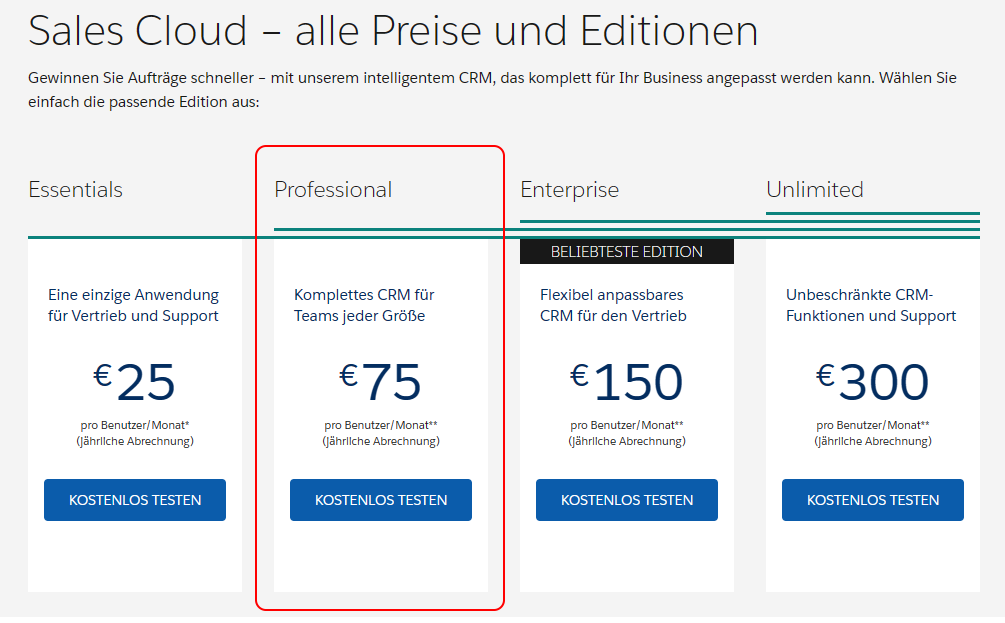 Sales Cloud – alle Preise und Editionen
Gewinnen Sie Aufträge schneller – mit unserem intelligentem CRM, das komplett für Ihr Business angepasst werden kann. Wählen Sie
einfach die passende Edition aus:
Essentials
Eine einzige Anwendung
für Vertrieb und Support
€25
pro Benutzer/Monat*
(Jährliche Abrechnung)
KOSTENLOS TESTEN
Professional
Komplettes CRM für
Teams jeder Größe
€75
pro Benutzer/Monat**
(Jährliche Abrechnung)
KOSTENLOS TESTEN
Enterprise
BELIEBTESTE EDITION
Flexibel anpassbares
CRM für den Vertrieb
€150
pro Benutzer/Monat**
(Jährliche Abrechnung)
KOSTENLOS TESTEN
Unlimited
Unbeschränkte CRM-
Funktionen und Support
€300
pro Benutzer/Monat**
(Jährliche Abrechnung)
KOSTENLOS TESTEN